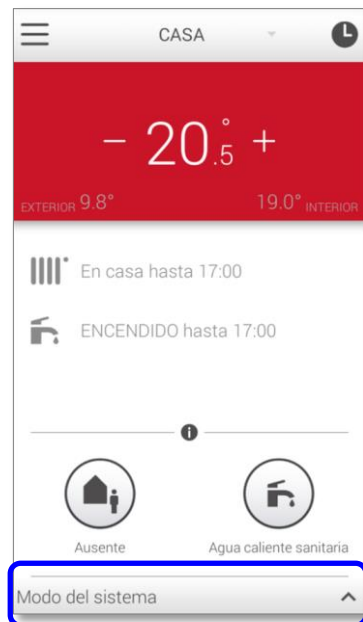 CASA
− 20.5° +
EXTERIOR 9.8° 19.0° INTERIOR
En casa hasta 17:00
ENCENDIDO hasta 17:00
Ausente Agua caliente sanitaria
Modo del sistema